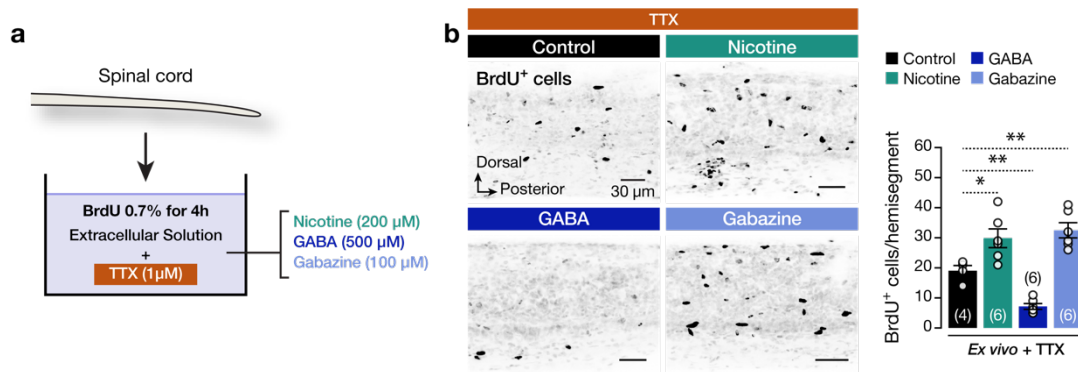 a
Spinal cord
BrdU 0.7% for 4h
Extracellular Solution
+
TTX (1μM)
Nicotine (200 μM)
GABA (500 μM)
Gabazine (100 μM)
b
TTX
Control
Nicotine
BrdU⁺ cells
Dorsal
Posterior
30 μm
GABA
Gabazine
Control
GABA
Nicotine
Gabazine
BrdU⁺ cells/hemisegment
60
50
40
30
20
10
0
**
**
*
(4)
(6)
(6)
(6)
Ex vivo + TTX